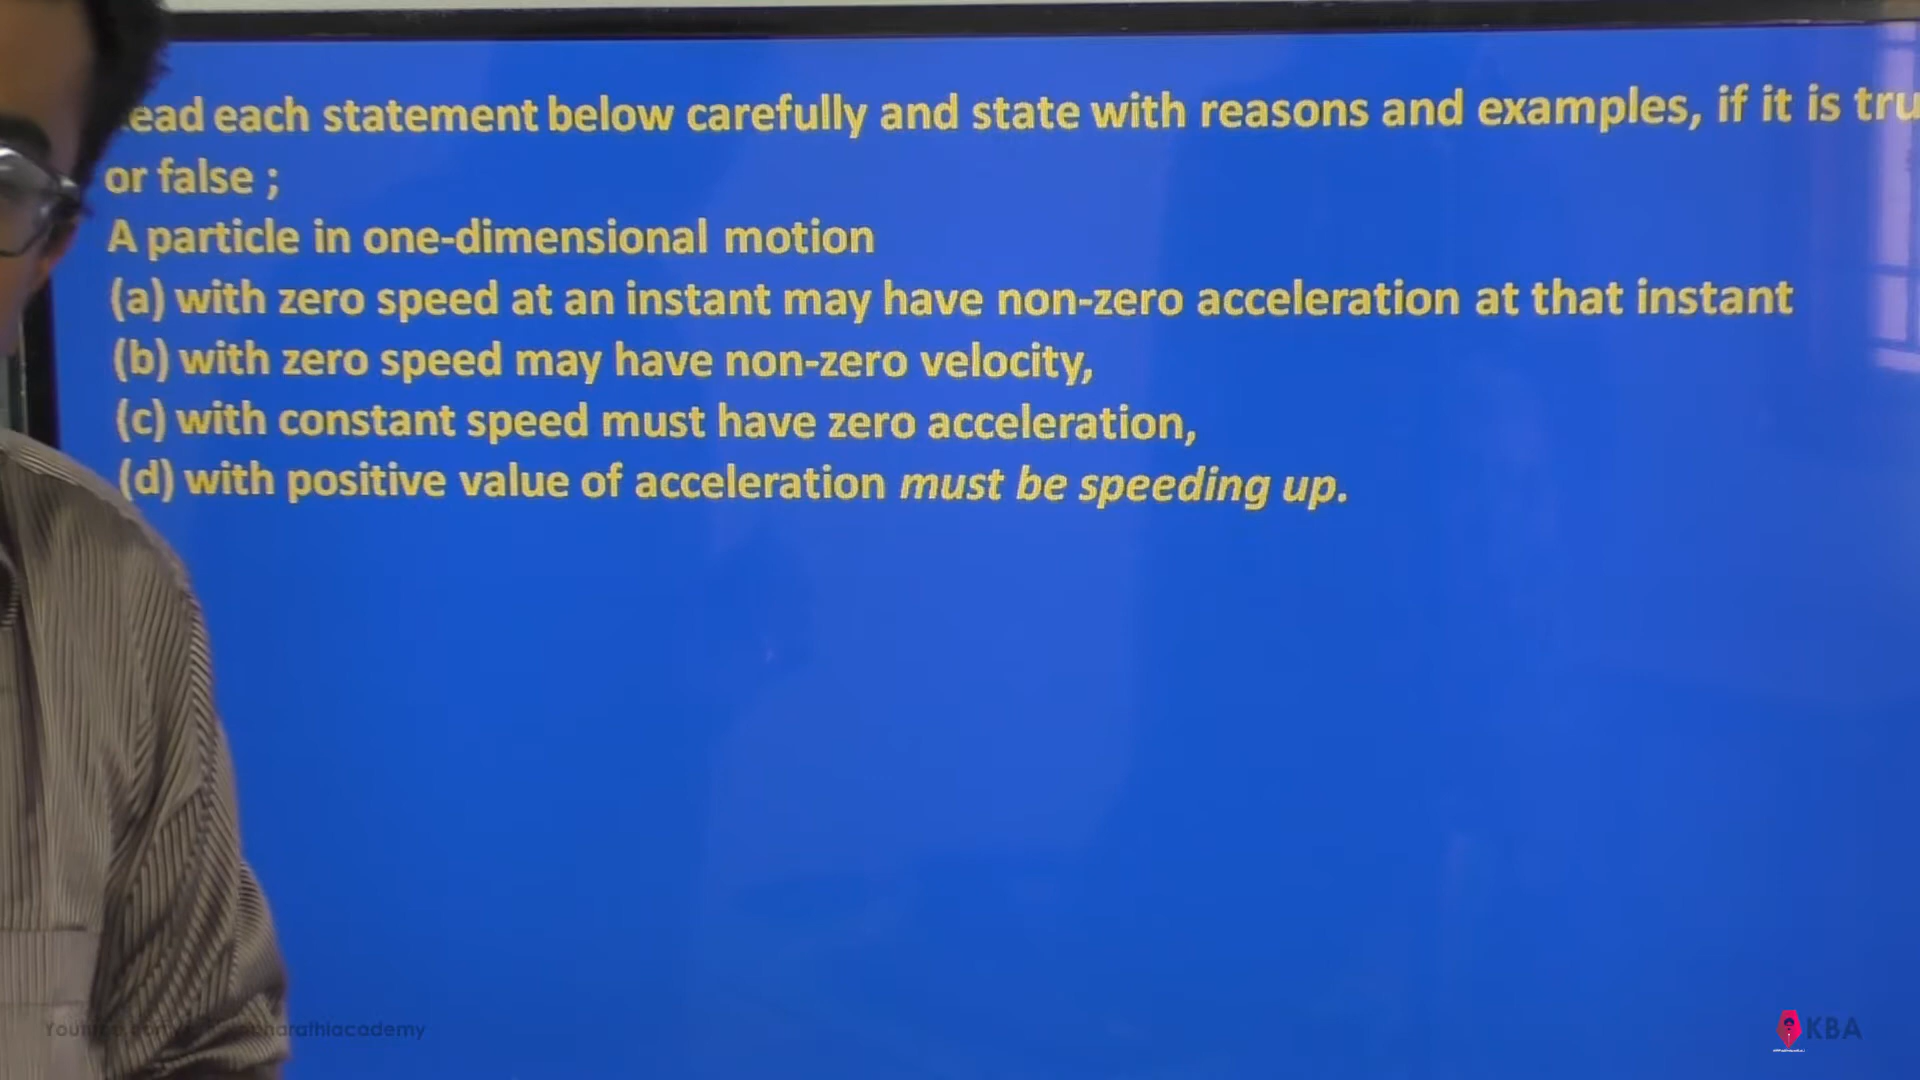 ead each statement below carefully and state with reasons and examples, if it is tru
or false ;
A particle in one-dimensional motion
(a) with zero speed at an instant may have non-zero acceleration at that instant
(b) with zero speed may have non-zero velocity,
(c) with constant speed must have zero acceleration,
(d) with positive value of acceleration must be speeding up.
KBA